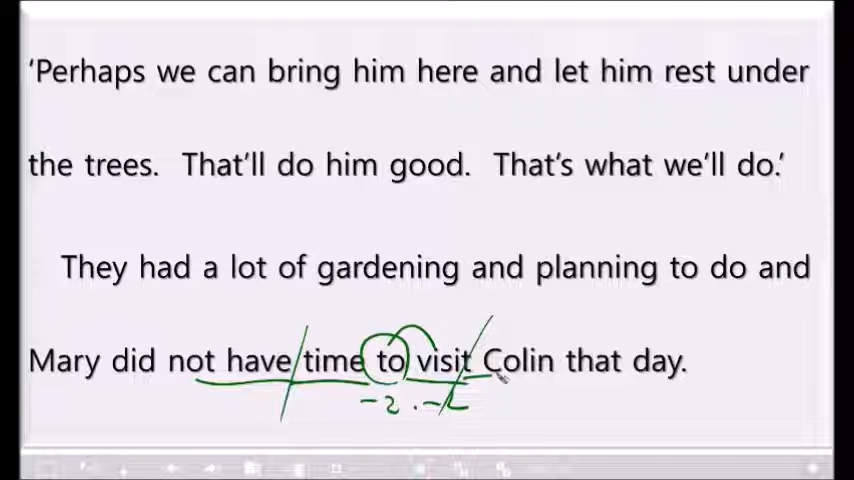 ‘Perhaps we can bring him here and let him rest under
the trees. That’ll do him good. That’s what we’ll do.’
They had a lot of gardening and planning to do and
Mary did not have time to visit Colin that day.